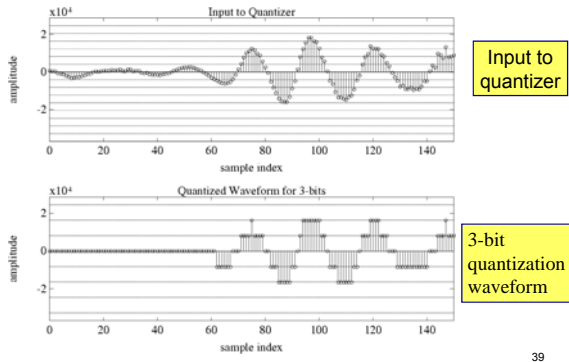 Input to Quantizer
x10⁴
2
0
-2
amplitude
0 20 40 60 80 100 120 140
sample index
Input to
quantizer
Quantized Waveform for 3-bits
x10⁴
2
0
-2
amplitude
0 20 40 60 80 100 120 140
sample index
3-bit
quantization
waveform
39